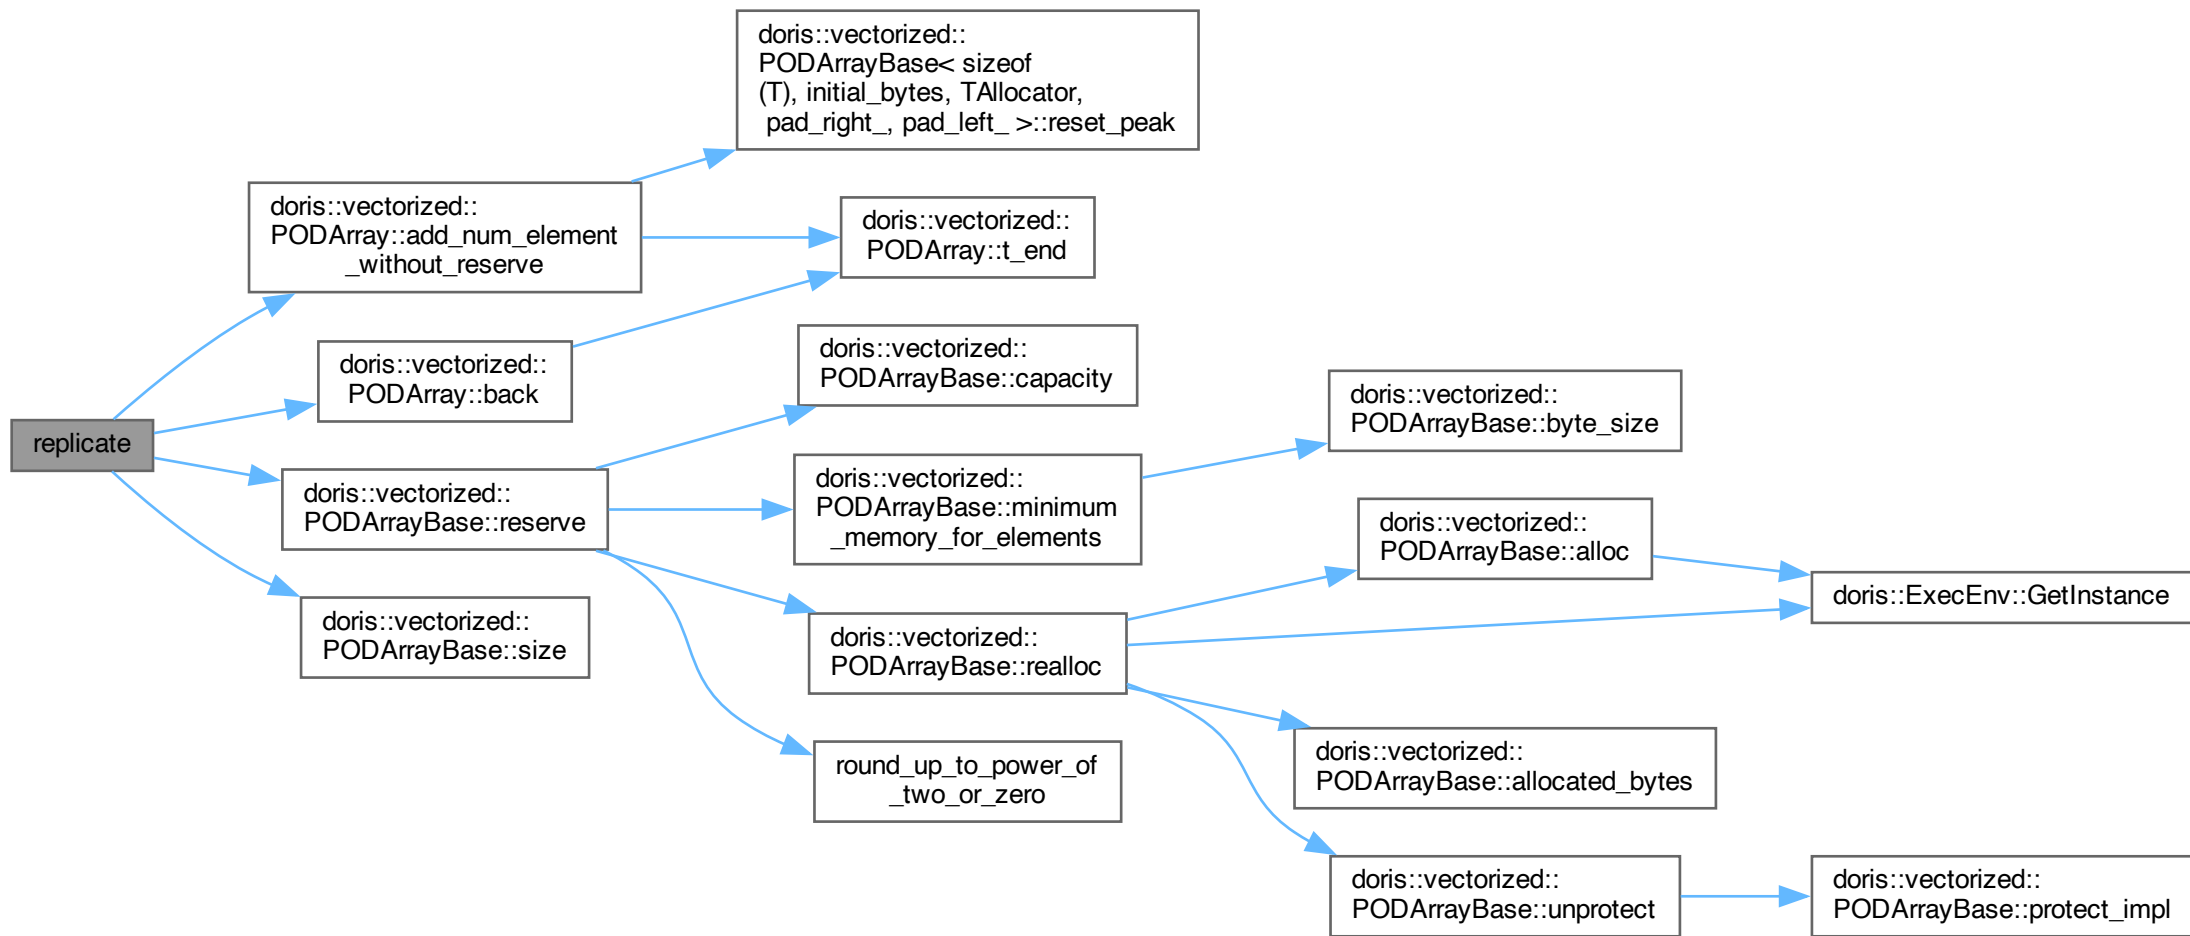 doris::vectorized::
PODArrayBase< sizeof
(T), initial_bytes, TAllocator,
pad_right_, pad_left_ >::reset_peak
doris::vectorized::
PODArray::add_num_element
_without_reserve
doris::vectorized::
PODArray::t_end
doris::vectorized::
PODArray::back
doris::vectorized::
PODArrayBase::capacity
replicate
doris::vectorized::
PODArrayBase::reserve
doris::vectorized::
PODArrayBase::minimum
_memory_for_elements
doris::vectorized::
PODArrayBase::byte_size
doris::vectorized::
PODArrayBase::size
doris::vectorized::
PODArrayBase::realloc
doris::vectorized::
PODArrayBase::alloc
doris::ExecEnv::GetInstance
round_up_to_power_of
_two_or_zero
doris::vectorized::
PODArrayBase::allocated_bytes
doris::vectorized::
PODArrayBase::unprotect
doris::vectorized::
PODArrayBase::protect_impl